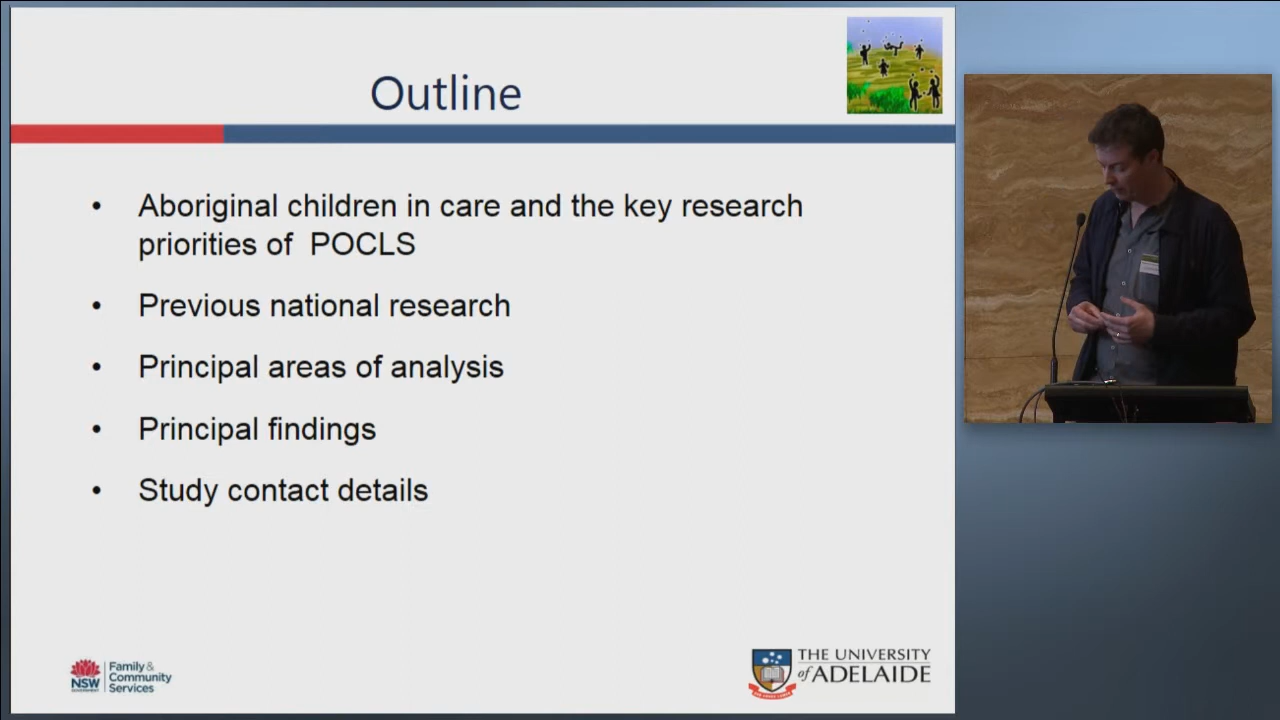 Outline
• Aboriginal children in care and the key research
priorities of POCLS
• Previous national research
• Principal areas of analysis
• Principal findings
• Study contact details
NSW
GOVERNMENT
Family &
Community
Services
THE UNIVERSITY
of ADELAIDE